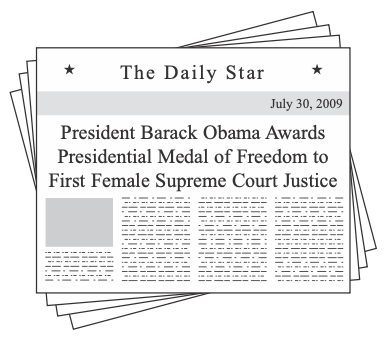 The Daily Star
July 30, 2009
President Barack Obama Awards
Presidential Medal of Freedom to
First Female Supreme Court Justice